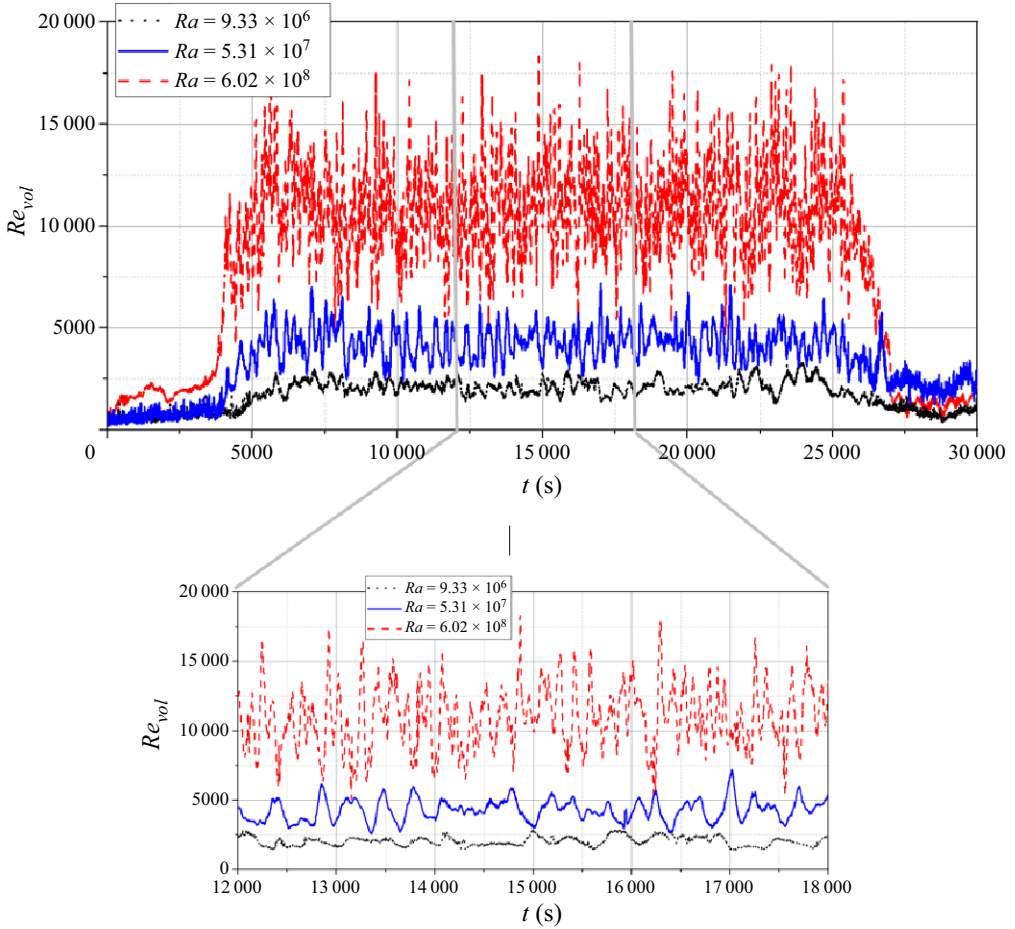 20 000
Ra = 9.33 × 10⁶
Ra = 5.31 × 10⁷
Ra = 6.02 × 10⁸
15 000
Re_vol
10 000
5000
0 5000 10 000 15 000 20 000 25 000 30 000
t (s)
20 000
Ra = 9.33 × 10⁶
Ra = 5.31 × 10⁷
Ra = 6.02 × 10⁸
15 000
Re_vol
10 000
5000
0
12 000 13 000 14 000 15 000 16 000 17 000 18 000
t (s)